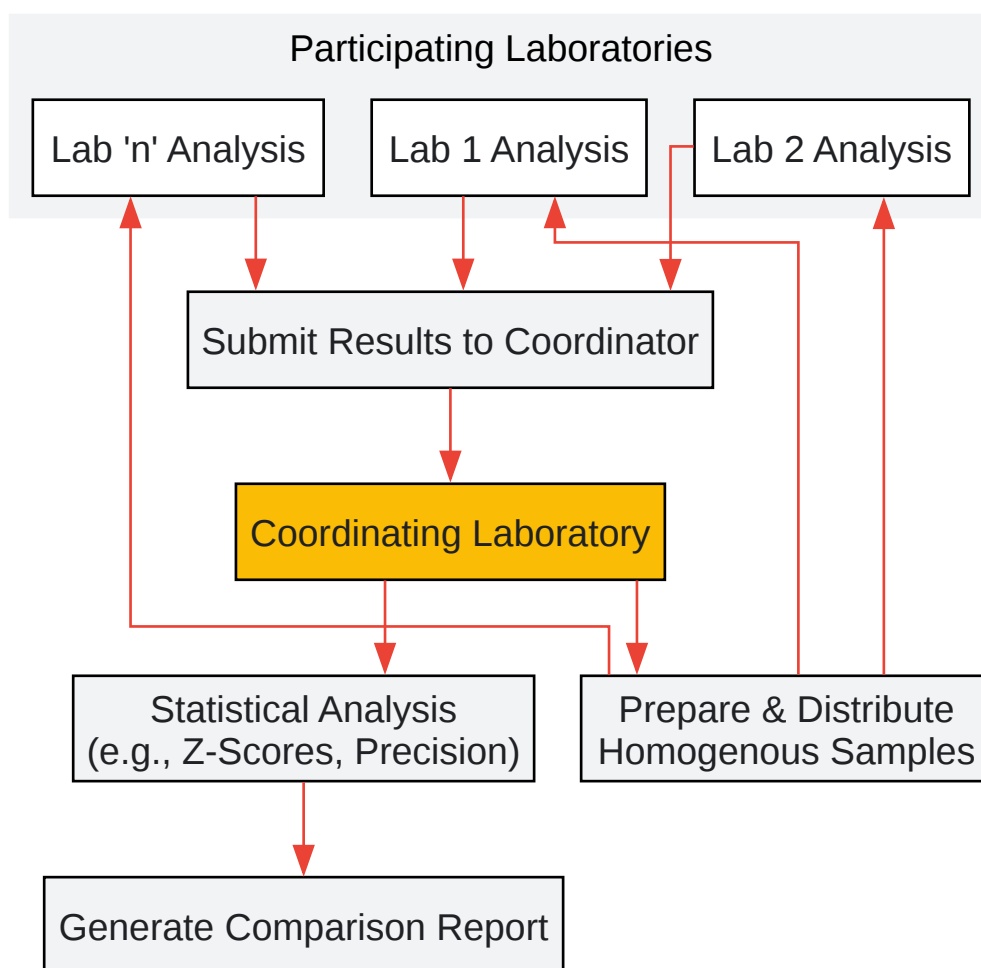 Participating Laboratories
Lab 'n' Analysis
Lab 1 Analysis
Lab 2 Analysis
Submit Results to Coordinator
Coordinating Laboratory
Statistical Analysis
(e.g., Z-Scores, Precision)
Prepare & Distribute
Homogenous Samples
Generate Comparison Report